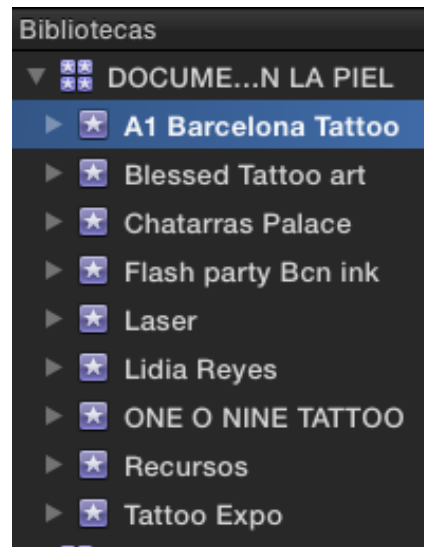 Bibliotecas
DOCUME...N LA PIEL
A1 Barcelona Tattoo
Blessed Tattoo art
Chatarras Palace
Flash party Bcn ink
Laser
Lidia Reyes
ONE O NINE TATTOO
Recursos
Tattoo Expo